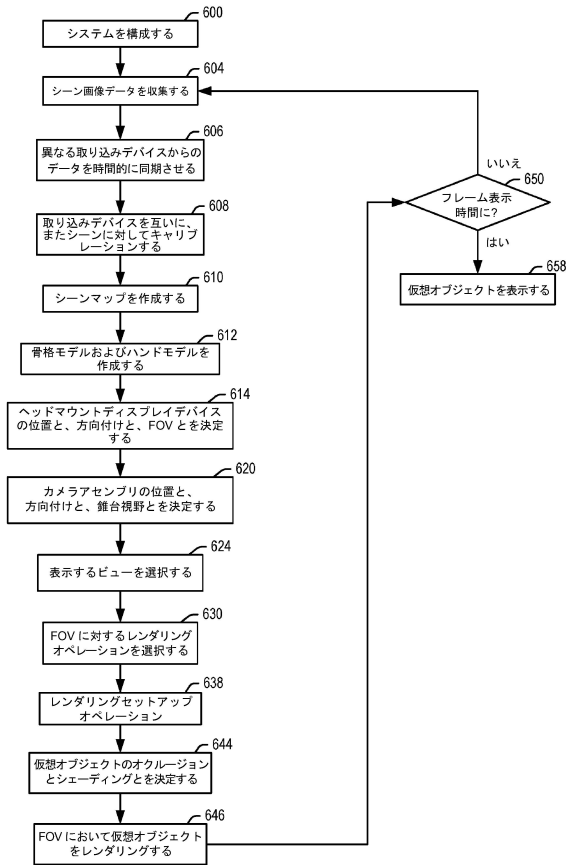 600
システムを構成する
604
シーン画像データを収集する
606
異なる取り込みデバイスからの
データを時間的に同期させる
608
取り込みデバイスを互いに、
またシーンに対してキャリブ
レーションする
610
シーンマップを作成する
612
骨格モデルおよびハンドモデルを
作成する
614
ヘッドマウントディスプレイデバイス
の位置と、方向付けと、FOVとを決定
する
620
カメラアセンブリの位置と、
方向付けと、錐台視野とを決定する
624
表示するビューを選択する
630
FOVに対するレンダリング
オペレーションを選択する
638
レンダリングセットアップ
オペレーション
644
仮想オブジェクトのオクルージョン
とシェーディングとを決定する
646
FOVにおいて仮想オブジェクト
をレンダリングする
いいえ
650
フレーム表示
時間に?
はい
658
仮想オブジェクトを表示する